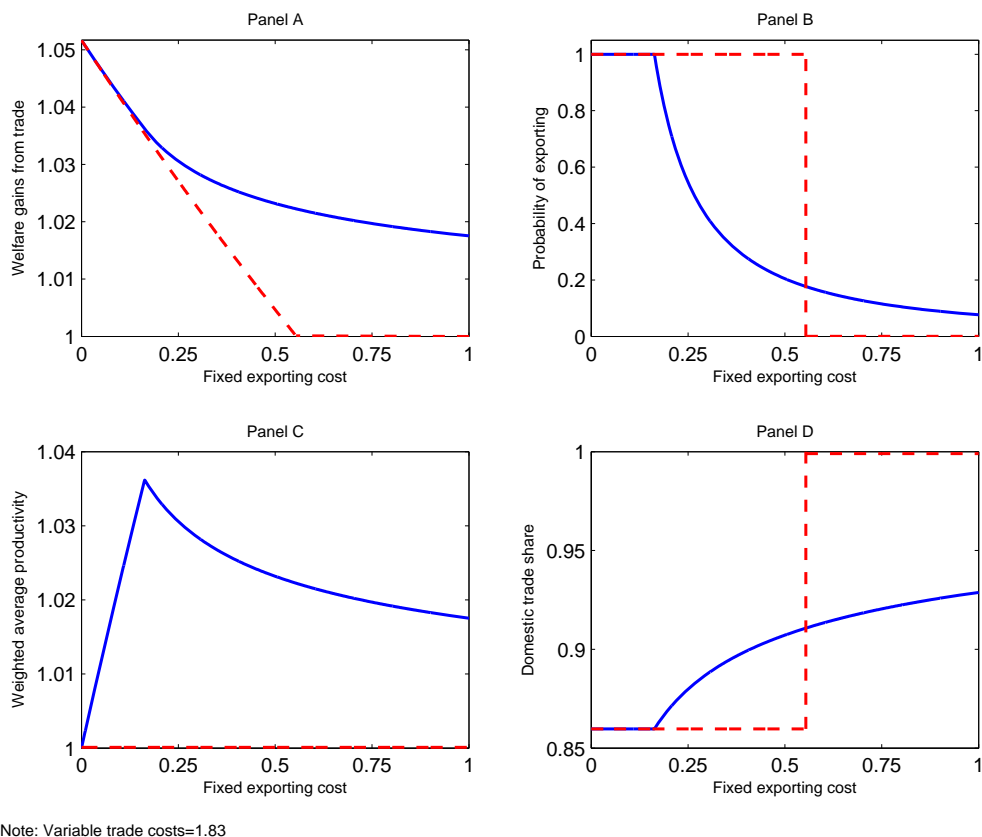 Panel A
Welfare gains from trade
1.05
1.04
1.03
1.02
1.01
1
0 0.25 0.5 0.75 1
Fixed exporting cost
Panel B
Probability of exporting
1
0.8
0.6
0.4
0.2
0
0 0.25 0.5 0.75 1
Fixed exporting cost
Panel C
Weighted average productivity
1.04
1.03
1.02
1.01
1
0 0.25 0.5 0.75 1
Fixed exporting cost
Panel D
Domestic trade share
1
0.95
0.9
0.85
0 0.25 0.5 0.75 1
Fixed exporting cost
Note: Variable trade costs=1.83